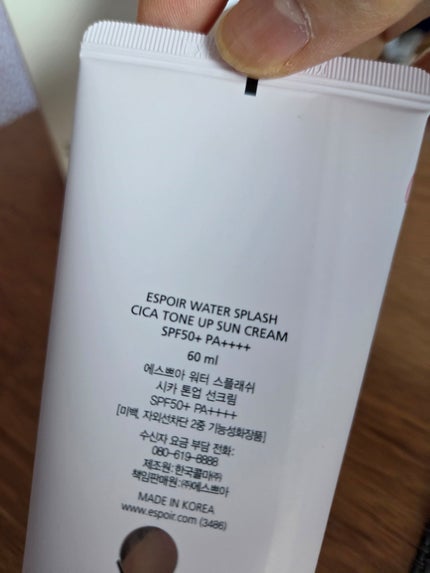 ESPOIR WATER SPLASH
CICA TONE UP SUN CREAM
SPF50+ PA++++
60 ml
에스쁘아 워터 스플래쉬
시카 톤업 선크림
SPF50+ PA++++
[미백, 자외선차단 2중 기능성화장품]
수신자 요금 부담 전화:
080-619-8888
제조원: 한국콜마㈜
책임판매원: ㈜에스쁘아
MADE IN KOREA
www.espoir.com (3486)